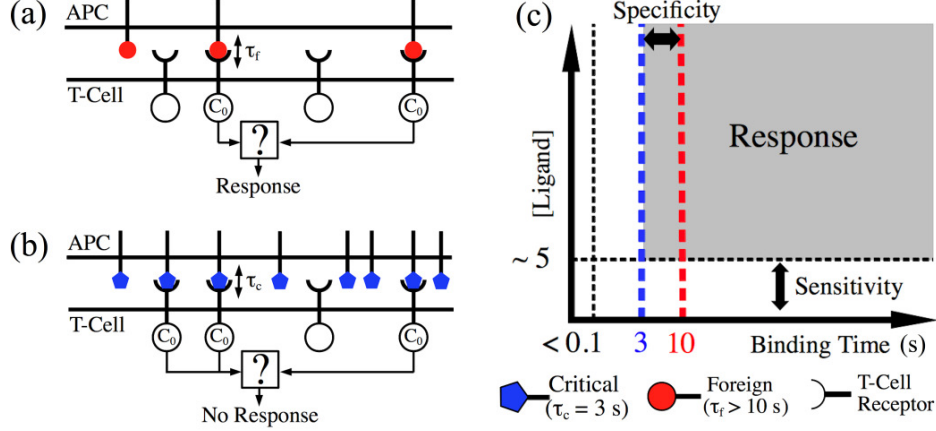 (a)
APC
τf
T-Cell
C0 C0
?
Response
(b)
APC
τc
T-Cell
C0 C0 C0
?
No Response
(c)
Specificity
[Ligand]
Response
~ 5
Sensitivity
< 0.1 3 10 Binding Time (s)
Critical
(τc = 3 s)
Foreign
(τf > 10 s)
T-Cell
Receptor